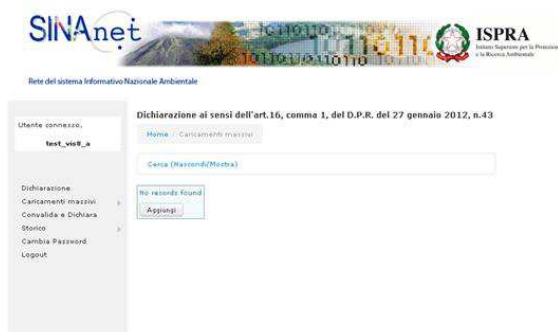 SINAnet
ISPRA
Istituto Superiore per la Protezione
e la Ricerca Ambientale
Rete del sistema Informativo Nazionale Ambientale
Dichiarazione ai sensi dell'art.16, comma 1, del D.P.R. del 27 gennaio 2012, n.43
Utente connesso,
test_vis8_a
Home / Caricamenti massivi
Cerca (Nascondi/Mostra)
No records found
Aggiungi
Dichiarazione
Caricamenti massivi
Convalida e Dichiara
Storico
Cambia Password
Logout